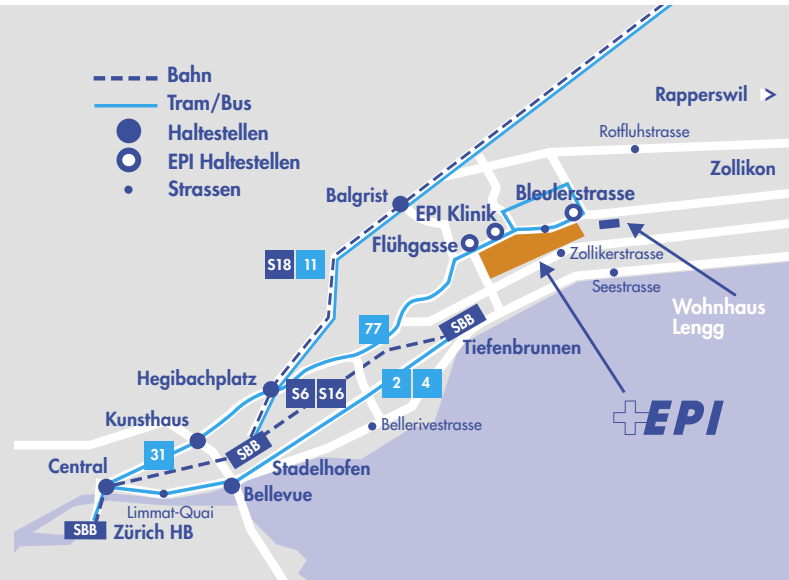 Bahn
Tram/Bus
Haltestellen
EPI Haltestellen
Strassen
Rapperswil
Rotfluhstrasse
Zollikon
Balgrist
Bleulerstrasse
EPI Klinik
Flühgasse
S18 11
Zollikerstrasse
Seestrasse
Wohnhaus
Lengg
77
SBB
Tiefenbrunnen
Hegibachplatz
S6 S16
2 4
EPI
Kunsthaus
Bellerivestrasse
31
SBB
Central
Stadelhofen
Bellevue
Limmat-Quai
SBB
Zürich HB